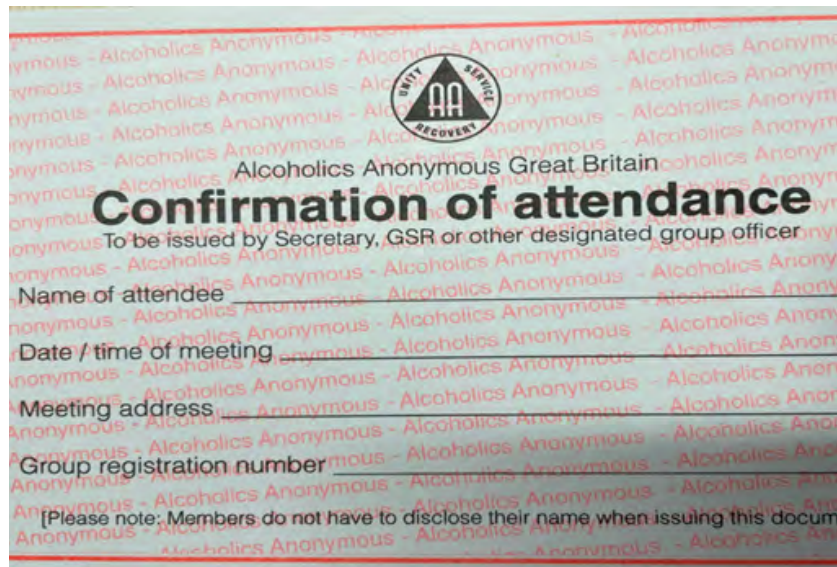 UNITY SERVICE
AA
RECOVERY
Alcoholics Anonymous Great Britain
Confirmation of attendance
To be issued by Secretary, GSR or other designated group officer
Name of attendee
Date / time of meeting
Meeting address
Group registration number
[Please note: Members do not have to disclose their name when issuing this docum